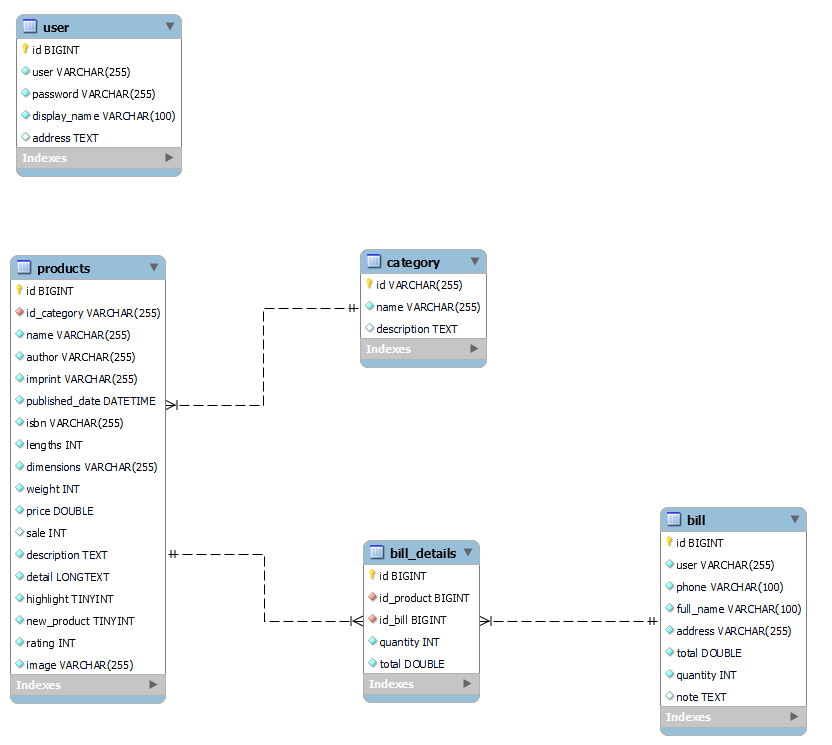 user
id BIGINT
user VARCHAR(255)
password VARCHAR(255)
display_name VARCHAR(100)
address TEXT
Indexes
products
id BIGINT
id_category VARCHAR(255)
name VARCHAR(255)
author VARCHAR(255)
imprint VARCHAR(255)
published_date DATETIME
isbn VARCHAR(255)
lengths INT
dimensions VARCHAR(255)
weight INT
price DOUBLE
sale INT
description TEXT
detail LONGTEXT
highlight TINYINT
new_product TINYINT
rating INT
image VARCHAR(255)
Indexes
category
id VARCHAR(255)
name VARCHAR(255)
description TEXT
Indexes
bill_details
id BIGINT
id_product BIGINT
id_bill BIGINT
quantity INT
total DOUBLE
Indexes
bill
id BIGINT
user VARCHAR(255)
phone VARCHAR(100)
full_name VARCHAR(100)
address VARCHAR(255)
total DOUBLE
quantity INT
note TEXT
Indexes